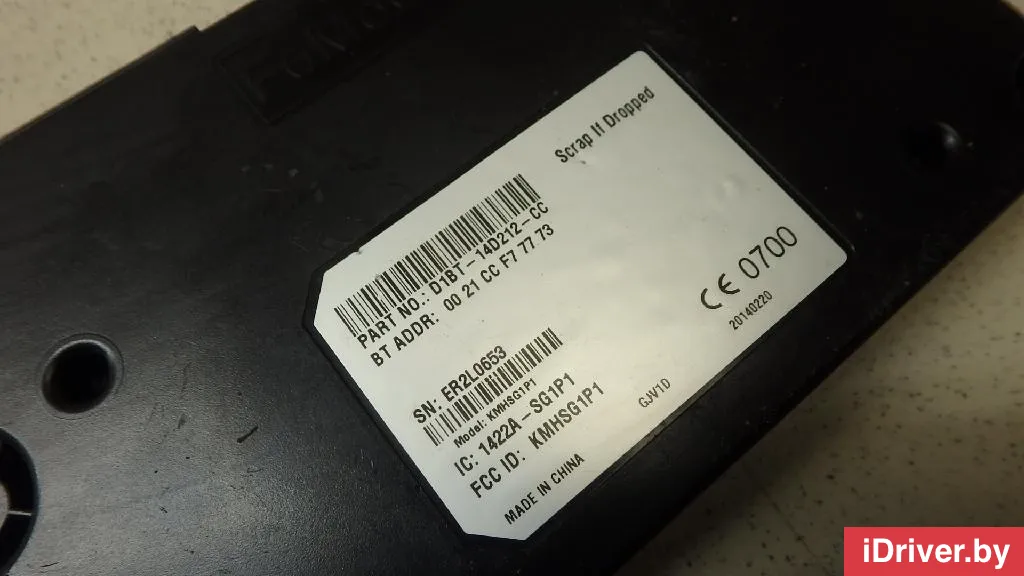 Scrap If Dropped
PART NO.: D1BT-14D212-CC
BT ADDR: 00 21 CC F7 77 73
SN: ER2L0653
Model: KMHSG1P1
IC: 1422A-SG1P1
FCC ID: KMHSG1P1
MADE IN CHINA
CE 0700
20140220
GJV1D
iDriver.by